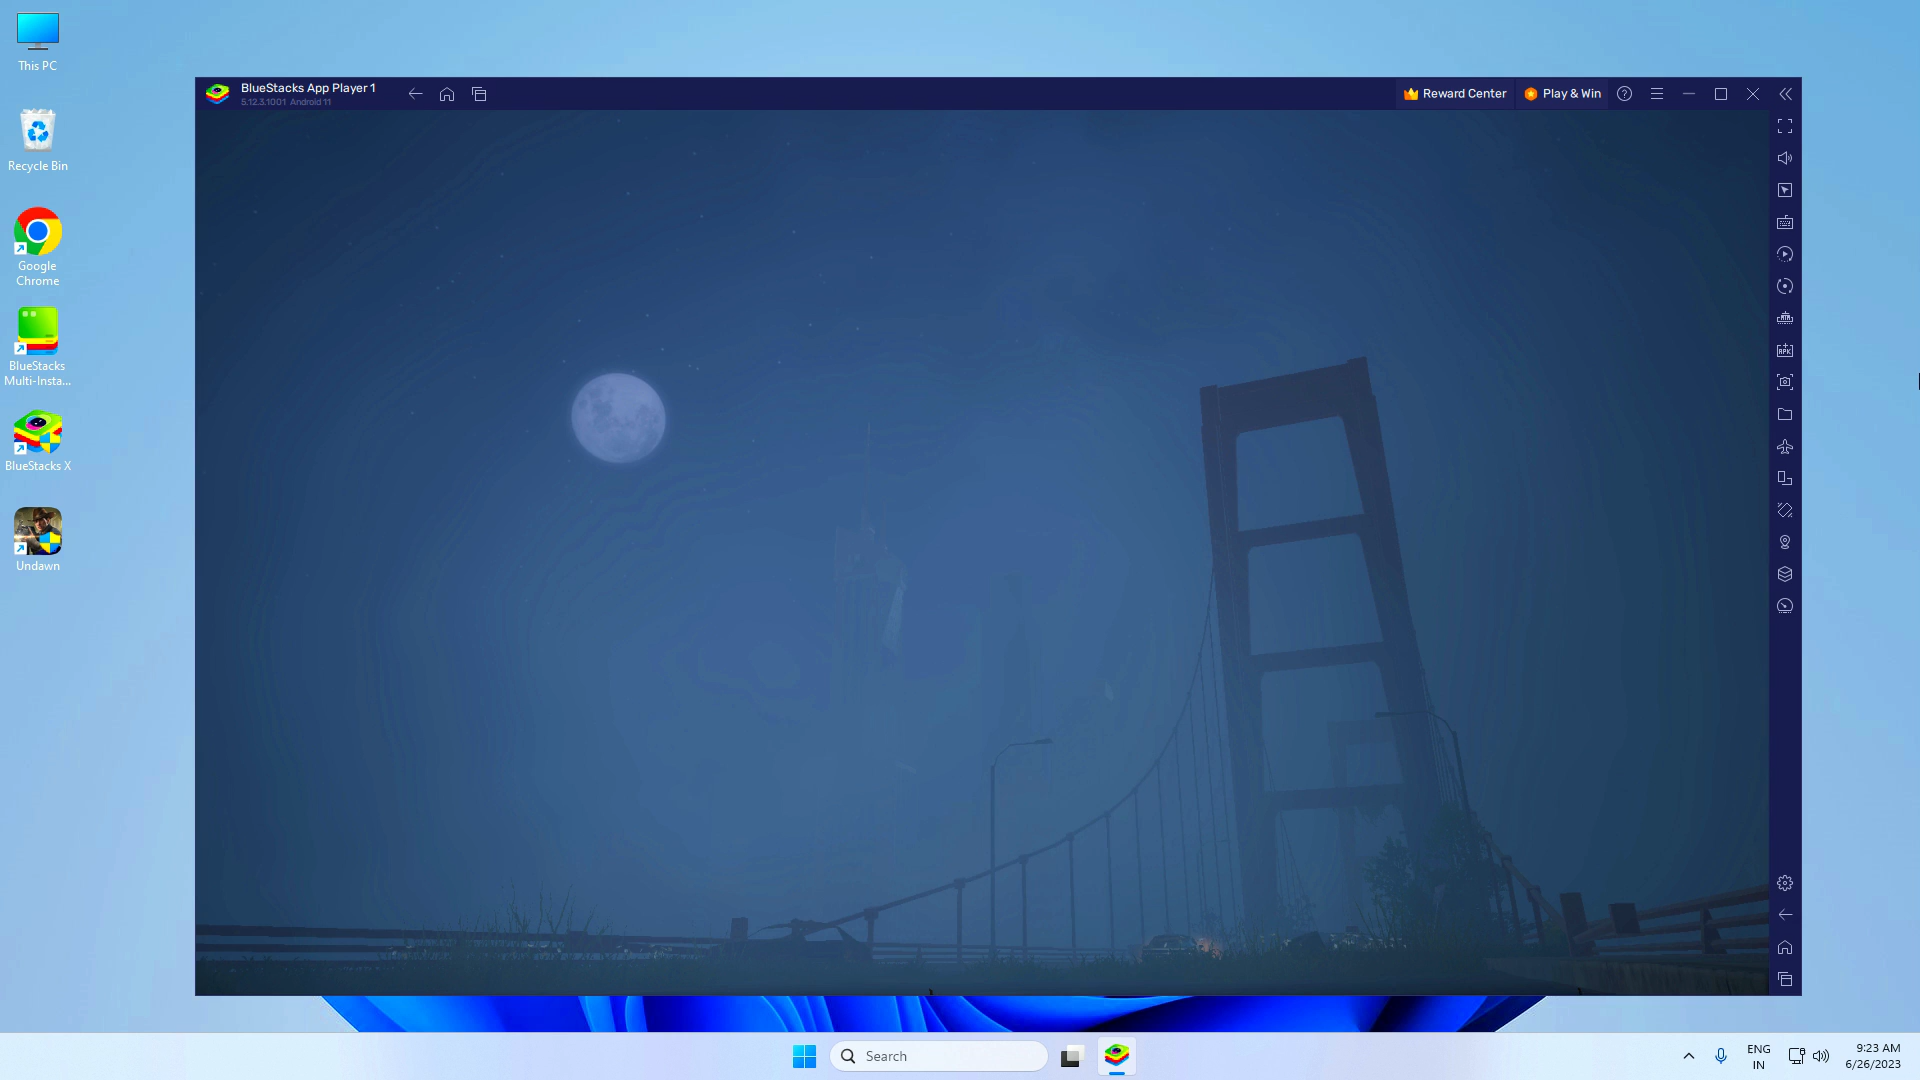 This PC
Recycle Bin
Google
Chrome
BlueStacks
Multi-Insta...
BlueStacks X
Undawn
BlueStacks App Player 1
5.12.3.1001 Android 11
Reward Center
Play & Win
APK
Search
ENG
IN
9:23 AM
6/26/2023